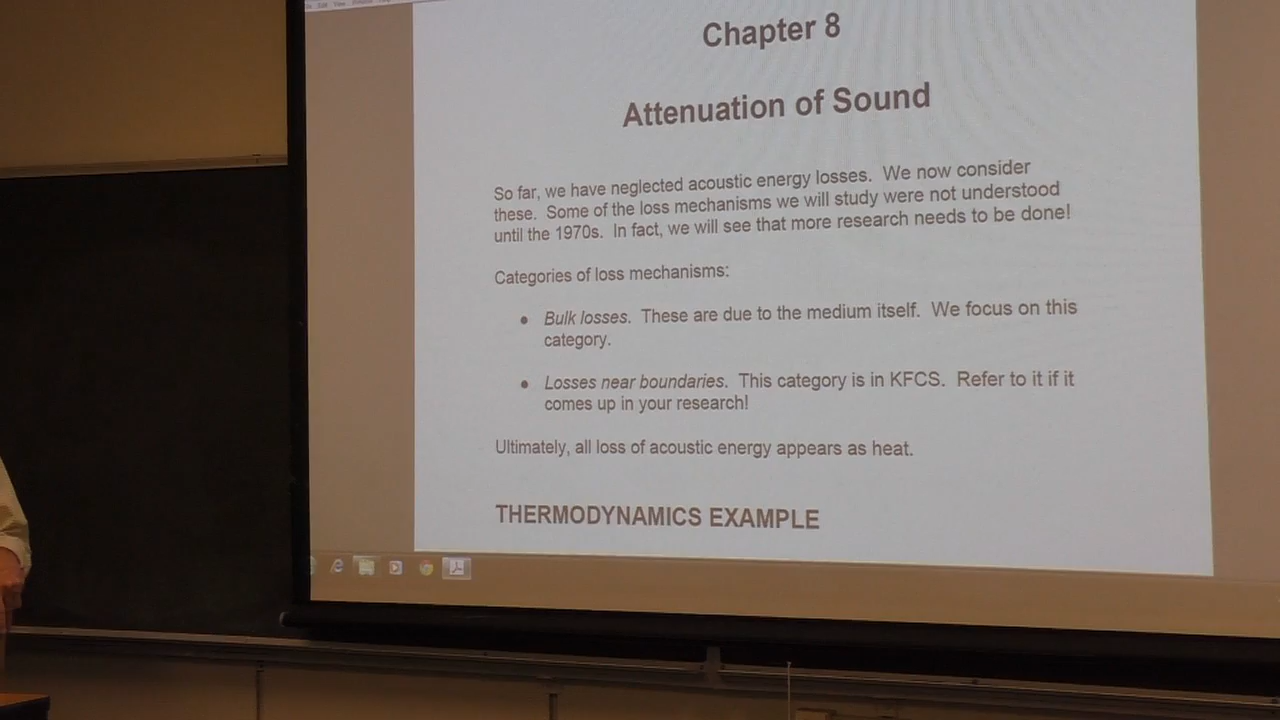 Chapter 8
Attenuation of Sound
So far, we have neglected acoustic energy losses.  We now consider
these.  Some of the loss mechanisms we will study were not understood
until the 1970s.  In fact, we will see that more research needs to be done!
Categories of loss mechanisms:
• Bulk losses.  These are due to the medium itself.  We focus on this
category.
• Losses near boundaries.  This category is in KFCS.  Refer to it if it
comes up in your research!
Ultimately, all loss of acoustic energy appears as heat.
THERMODYNAMICS EXAMPLE